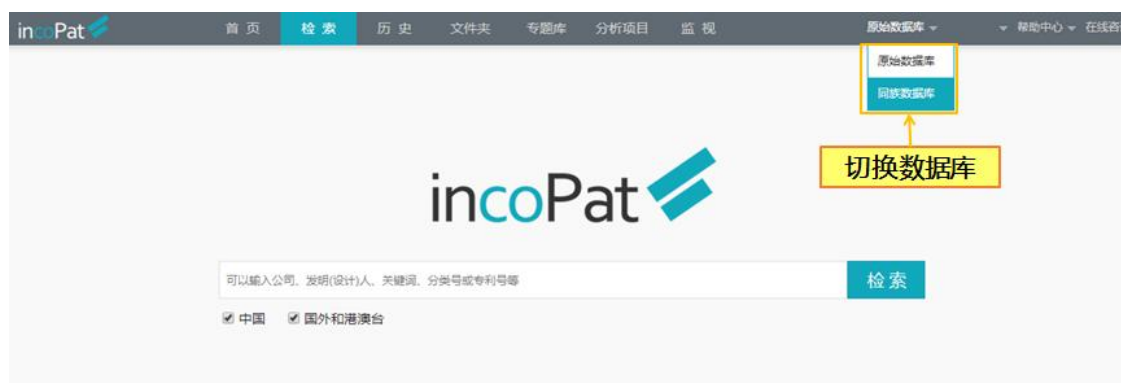 incoPat 首页 检索 历史 文件夹 专题库 分析项目 监视 原始数据库 帮助中心 在线咨
原始数据库
同族数据库
切换数据库
incoPat
可以输入公司、发明(设计)人、关键词、分类号或专利号等 检索
中国 国外和港澳台